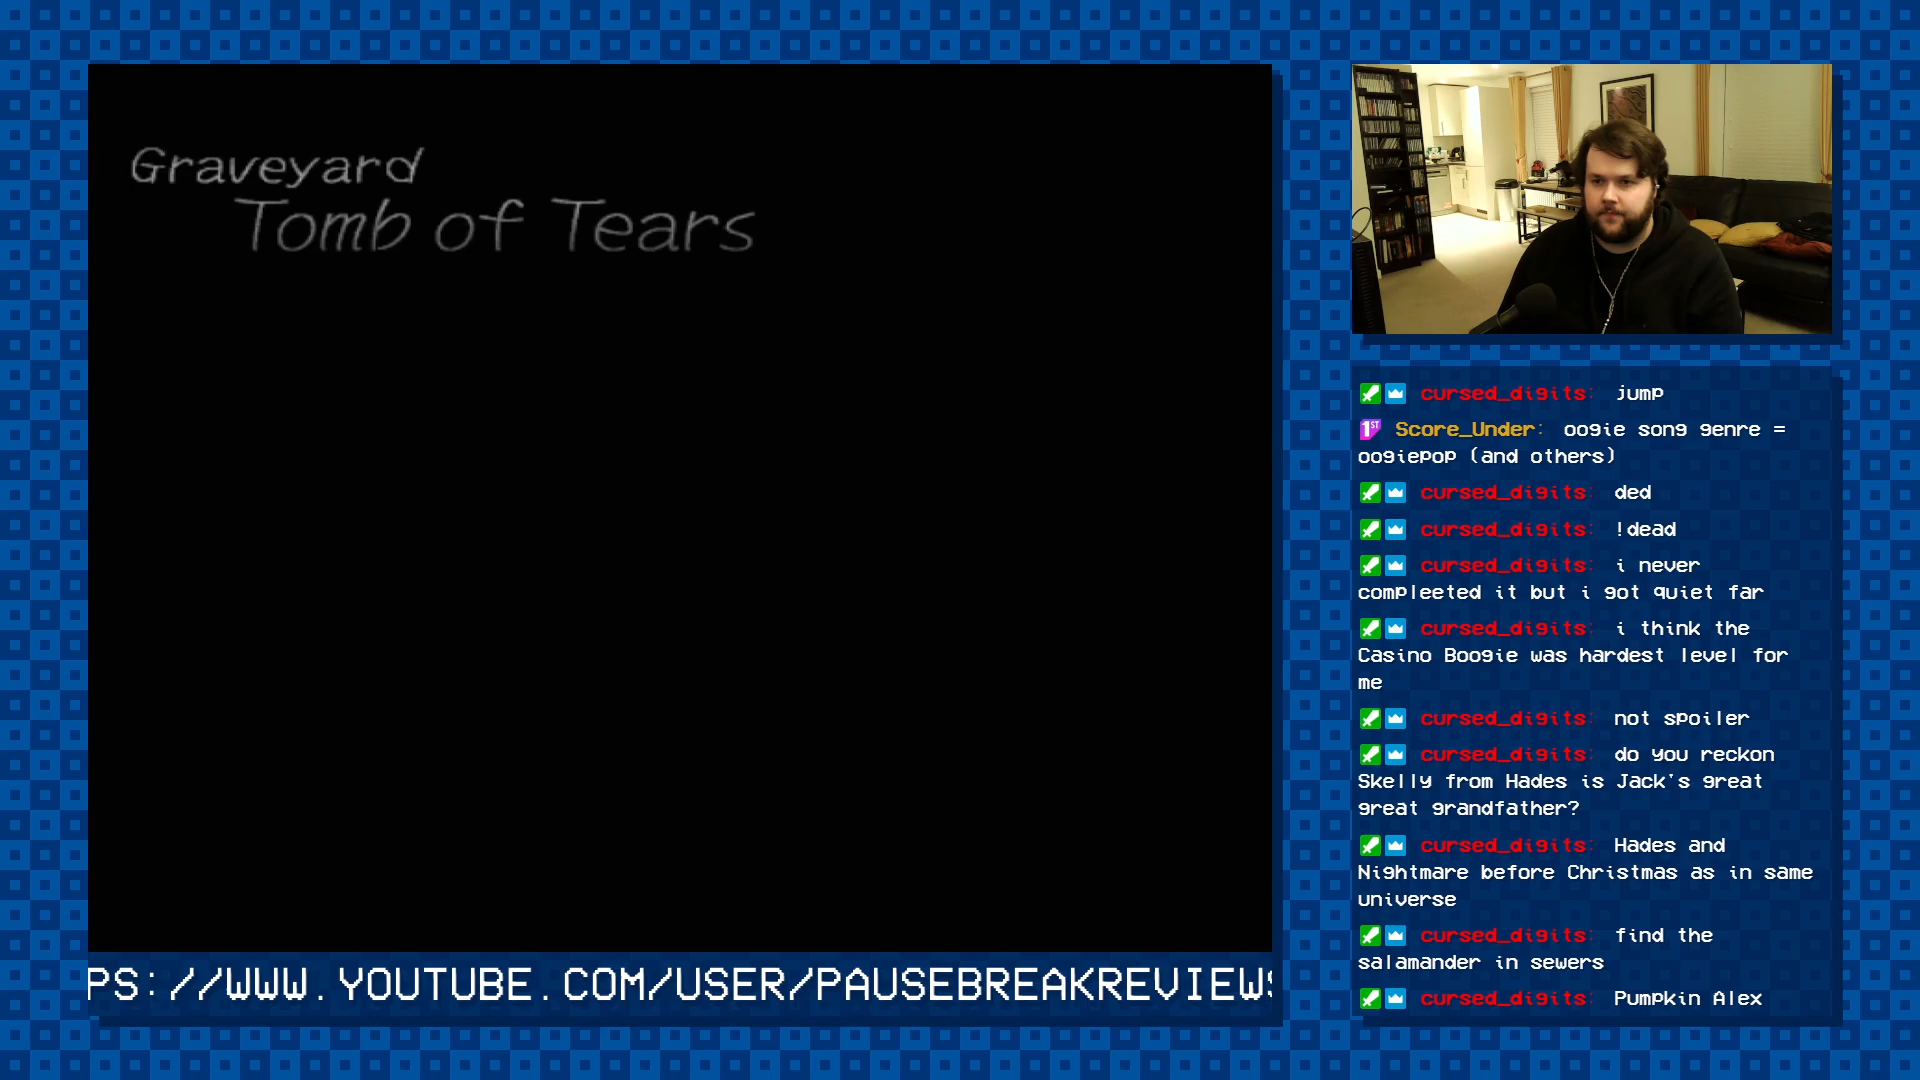 Graveyard
Tomb of Tears
cursed_digits: jump
1ST Score_Under: oogie song genre =
oogiepop (and others)
cursed_digits: ded
cursed_digits: !dead
cursed_digits: i never
compleeted it but i got quiet far
cursed_digits: i think the
Casino Boogie was hardest level for
me
cursed_digits: not spoiler
cursed_digits: do you reckon
Skelly from Hades is Jack's great
great grandfather?
cursed_digits: Hades and
Nightmare before Christmas as in same
universe
cursed_digits: find the
salamander in sewers
cursed_digits: Pumpkin Alex
PS://WWW.YOUTUBE.COM/USER/PAUSEBREAKREVIEWS